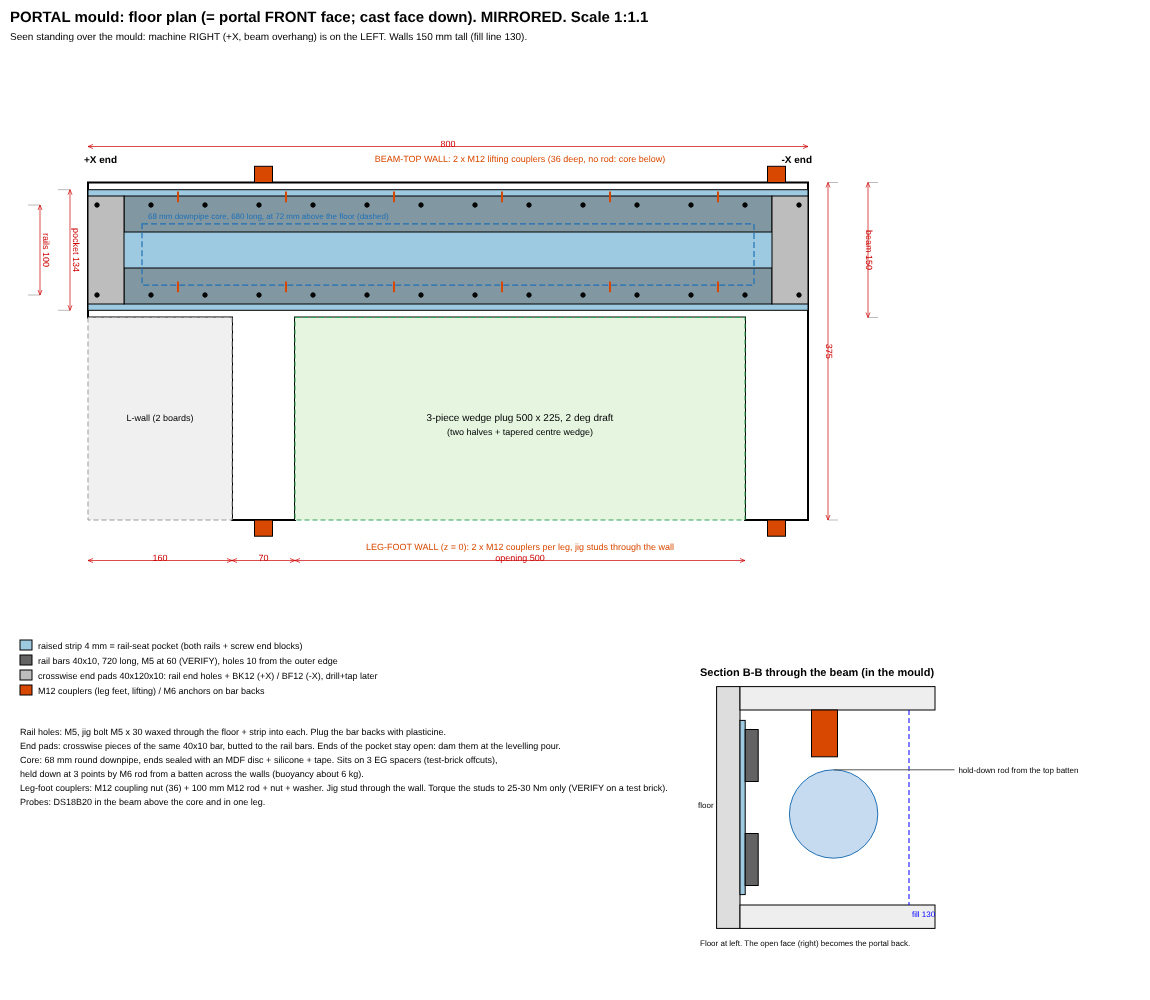 PORTAL mould: floor plan (= portal FRONT face; cast face down). MIRRORED. Scale 1:1.1
Seen standing over the mould: machine RIGHT (+X, beam overhang) is on the LEFT. Walls 150 mm tall (fill line 130).
800
+X end
BEAM-TOP WALL: 2 x M12 lifting couplers (36 deep, no rod: core below)
-X end
68 mm downpipe core, 680 long, at 72 mm above the floor (dashed)
rails 100
pocket 134
beam 150
375
L-wall (2 boards)
3-piece wedge plug 500 x 225, 2 deg draft
(two halves + tapered centre wedge)
LEG-FOOT WALL (z = 0): 2 x M12 couplers per leg, jig studs through the wall
160
70
opening 500
raised strip 4 mm = rail-seat pocket (both rails + screw end blocks)
rail bars 40x10, 720 long, M5 at 60 (VERIFY), holes 10 from the outer edge
crosswise end pads 40x120x10: rail end holes + BK12 (+X) / BF12 (-X), drill+tap later
M12 couplers (leg feet, lifting) / M6 anchors on bar backs
Rail holes: M5, jig bolt M5 x 30 waxed through the floor + strip into each. Plug the bar backs with plasticine.
End pads: crosswise pieces of the same 40x10 bar, butted to the rail bars. Ends of the pocket stay open: dam them at the levelling pour.
Core: 68 mm round downpipe, ends sealed with an MDF disc + silicone + tape. Sits on 3 EG spacers (test-brick offcuts),
held down at 3 points by M6 rod from a batten across the walls (buoyancy about 6 kg).
Leg-foot couplers: M12 coupling nut (36) + 100 mm M12 rod + nut + washer. Jig stud through the wall. Torque the studs to 25-30 Nm only (VERIFY on a test brick).
Probes: DS18B20 in the beam above the core and in one leg.
Section B-B through the beam (in the mould)
hold-down rod from the top batten
floor
fill 130
Floor at left. The open face (right) becomes the portal back.